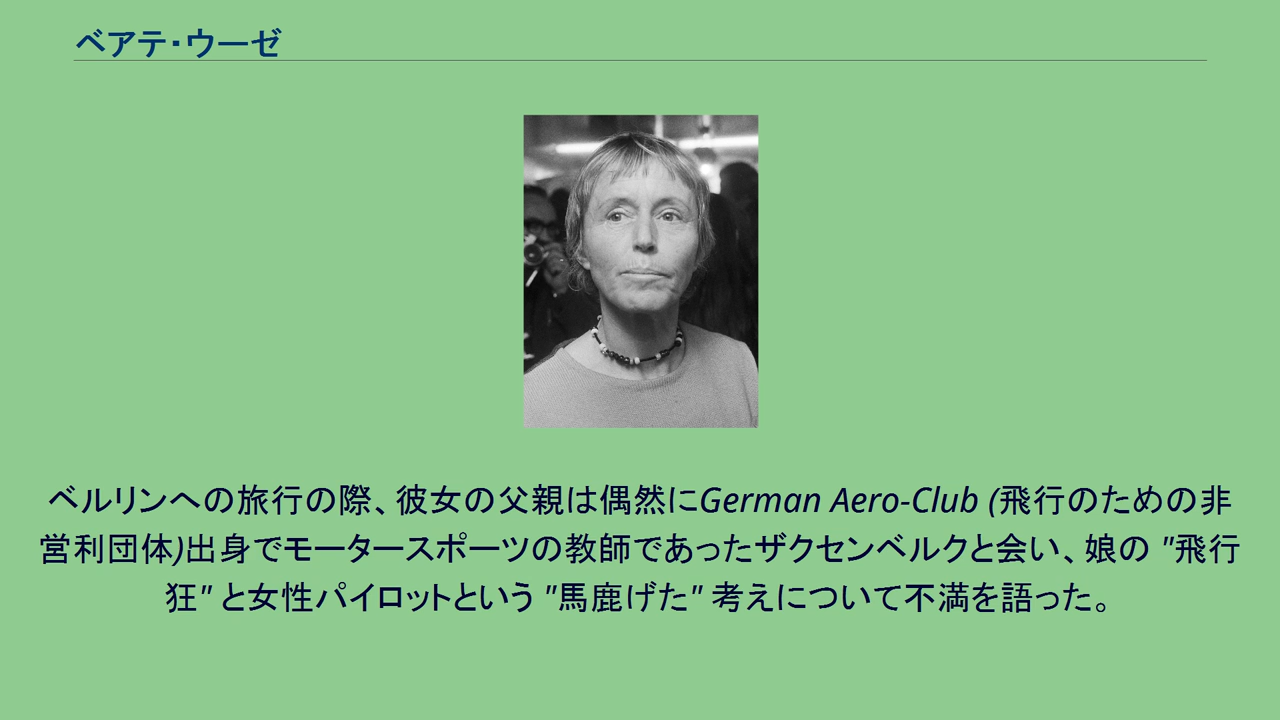 ベアテ・ウーゼ
ベルリンへの旅行の際、彼女の父親は偶然にGerman Aero-Club (飛行のための非
営利団体)出身でモータースポーツの教師であったザクセンベルクと会い、娘の "飛行
狂" と女性パイロットという "馬鹿げた" 考えについて不満を語った。